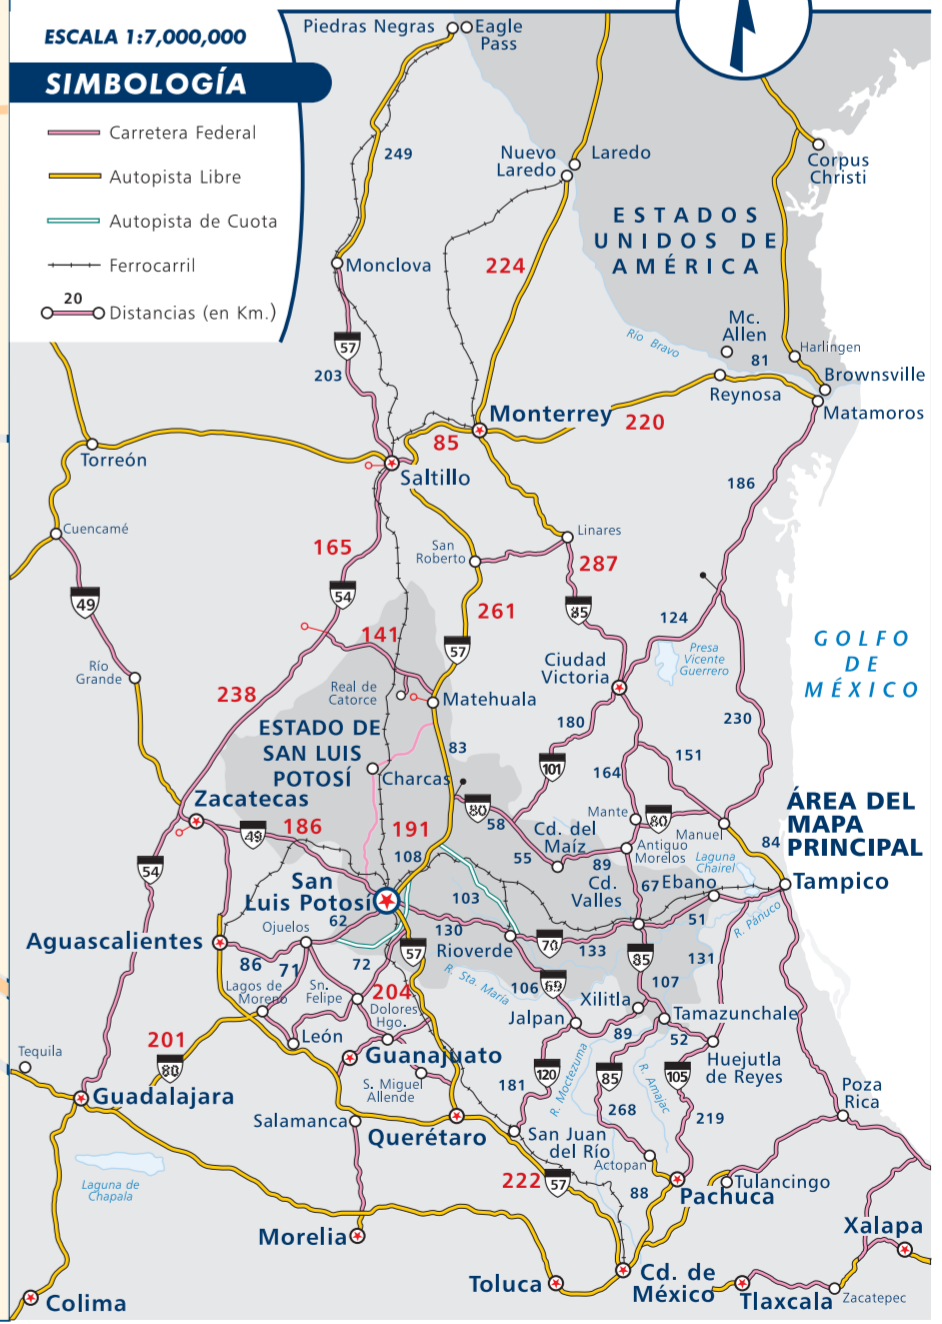 ESCALA 1:7,000,000
SIMBOLOGÍA
Carretera Federal
Autopista Libre
Autopista de Cuota
Ferrocarril
20
Distancias (en Km.)
Piedras Negras
Eagle
Pass
249
Nuevo
Laredo
Laredo
Corpus
Christi
ESTADOS
UNIDOS DE
AMÉRICA
Monclova
224
57
203
Río Bravo
Mc.
Allen
81
Harlingen
Brownsville
Reynosa
Matamoros
Monterrey
220
85
Torreón
Saltillo
186
Cuencamé
San
Roberto
Linares
165
287
49
54
85
261
141
124
57
Presa
Vicente
Guerrero
GOLFO
DE
MÉXICO
Río
Grande
Ciudad
Victoria
238
Real de
Catorce
Matehuala
180
230
ESTADO DE
SAN LUIS
POTOSÍ
83
151
101
164
Charcas
Zacatecas
80
58
Mante
80
Manuel
ÁREA DEL
MAPA
PRINCIPAL
49
186
191
Cd. del
Maíz
55
89
Antiguo
Morelos
84
54
108
Laguna
Chairel
San
Luis Potosí
103
Cd.
Valles
67
Ebano
Tampico
Ojuelos
62
130
51
R. Pánuco
Aguascalientes
Rioverde
70
133
57
85
131
86
71
72
R. Sta. María
Lagos de
Moreno
Sn.
Felipe
204
106
69
107
Dolores
Hgo.
Xilitla
Jalpan
Tamazunchale
201
León
89
52
Tequila
80
Guanajuato
Huejutla
de Reyes
S. Miguel
Allende
181
120
R. Moctezuma
85
R. Amajac
105
Guadalajara
268
219
Poza
Rica
Salamanca
Querétaro
San Juan
del Río
Actopan
Laguna de
Chapala
222
57
88
Pachuca
Tulancingo
Morelia
Xalapa
Toluca
Cd. de
México
Tlaxcala
Zacatepec
Colima